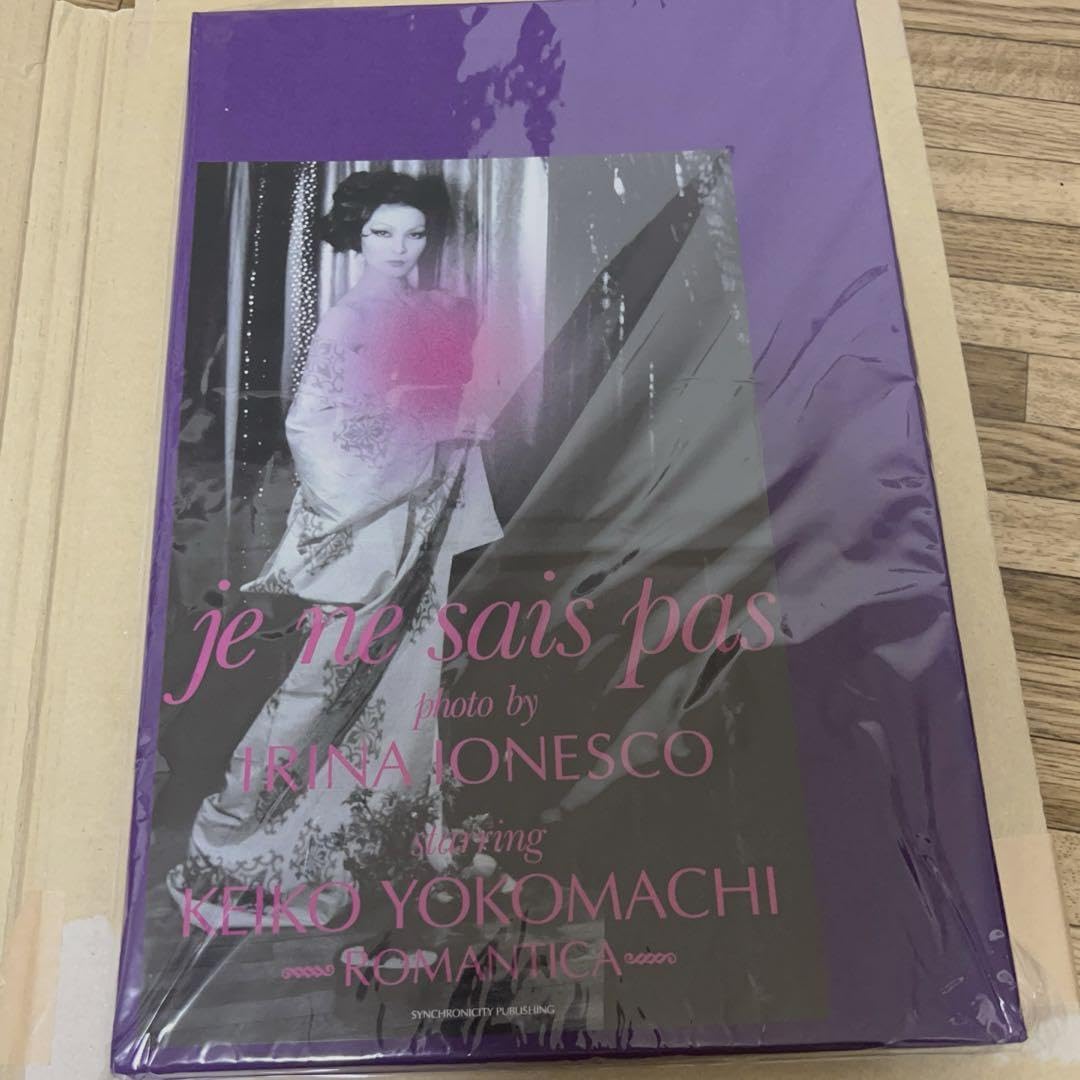 je ne sais pas
photo by
IRINA IONESCO
starring
KEIKO YOKOMACHI
ROMANTICA
SYNCHRONICITY PUBLISHING